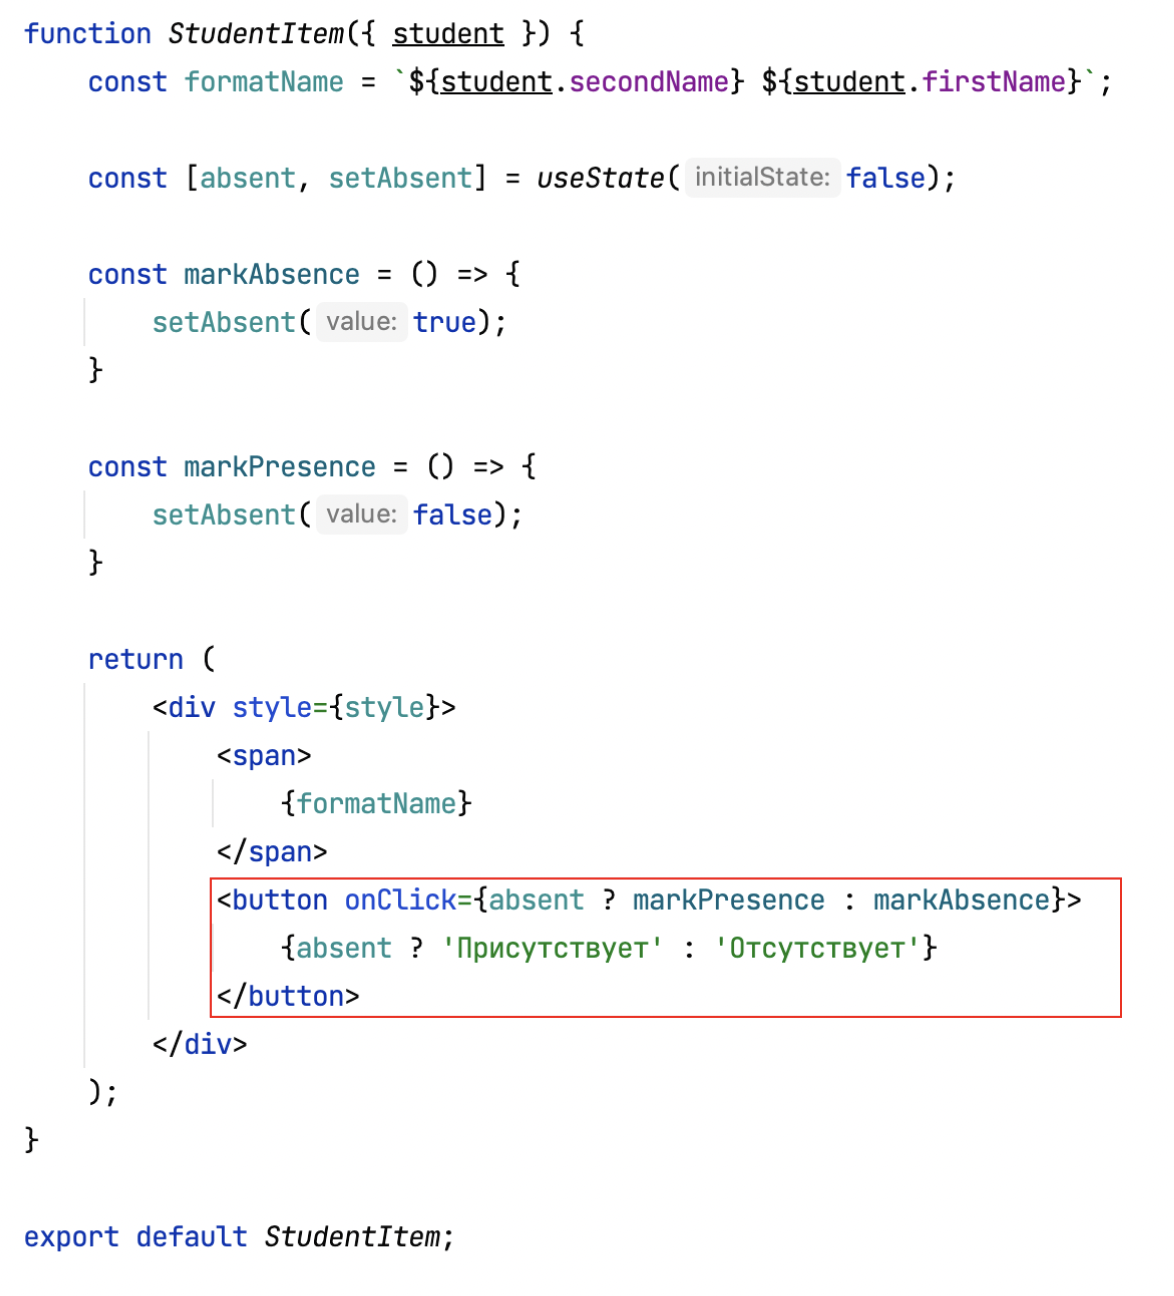 function StudentItem({ student }) {
const formatName = `${student.secondName} ${student.firstName}`;
const [absent, setAbsent] = useState( initialState: false);
const markAbsence = () => {
setAbsent( value: true);
}
const markPresence = () => {
setAbsent( value: false);
}
return (
<div style={style}>
<span>
{formatName}
</span>
<button onClick={absent ? markPresence : markAbsence}>
{absent ? 'Присутствует' : 'Отсутствует'}
</button>
</div>
);
}
export default StudentItem;